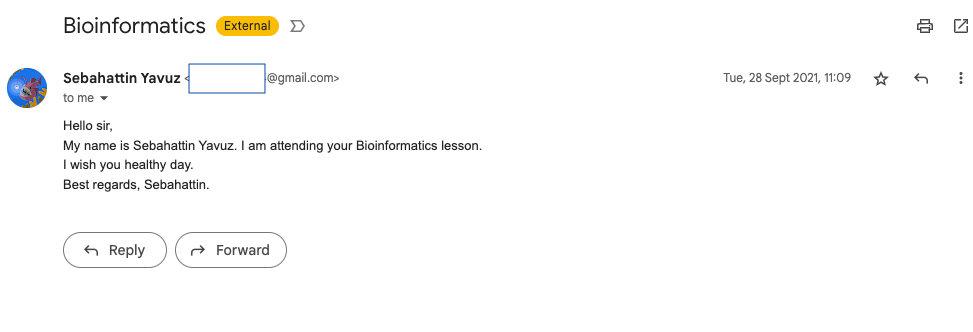 Bioinformatics External
Sebahattin Yavuz < @gmail.com> Tue, 28 Sept 2021, 11:09
to me
Hello sir,
My name is Sebahattin Yavuz. I am attending your Bioinformatics lesson.
I wish you healthy day.
Best regards, Sebahattin.
Reply Forward